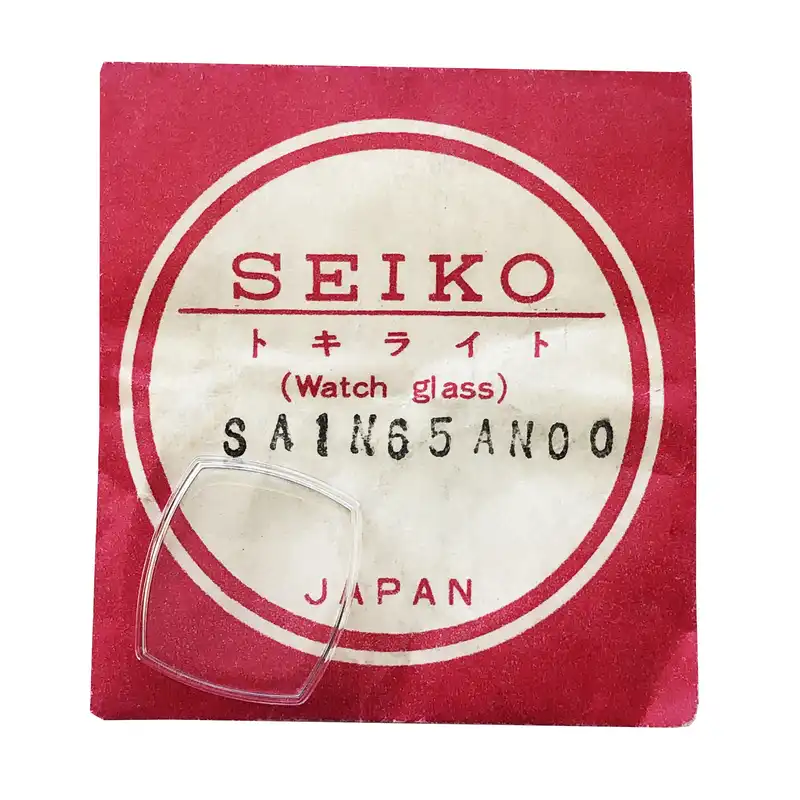 SEIKO
トキライト
(Watch glass)
SA1N65AN00
JAPAN